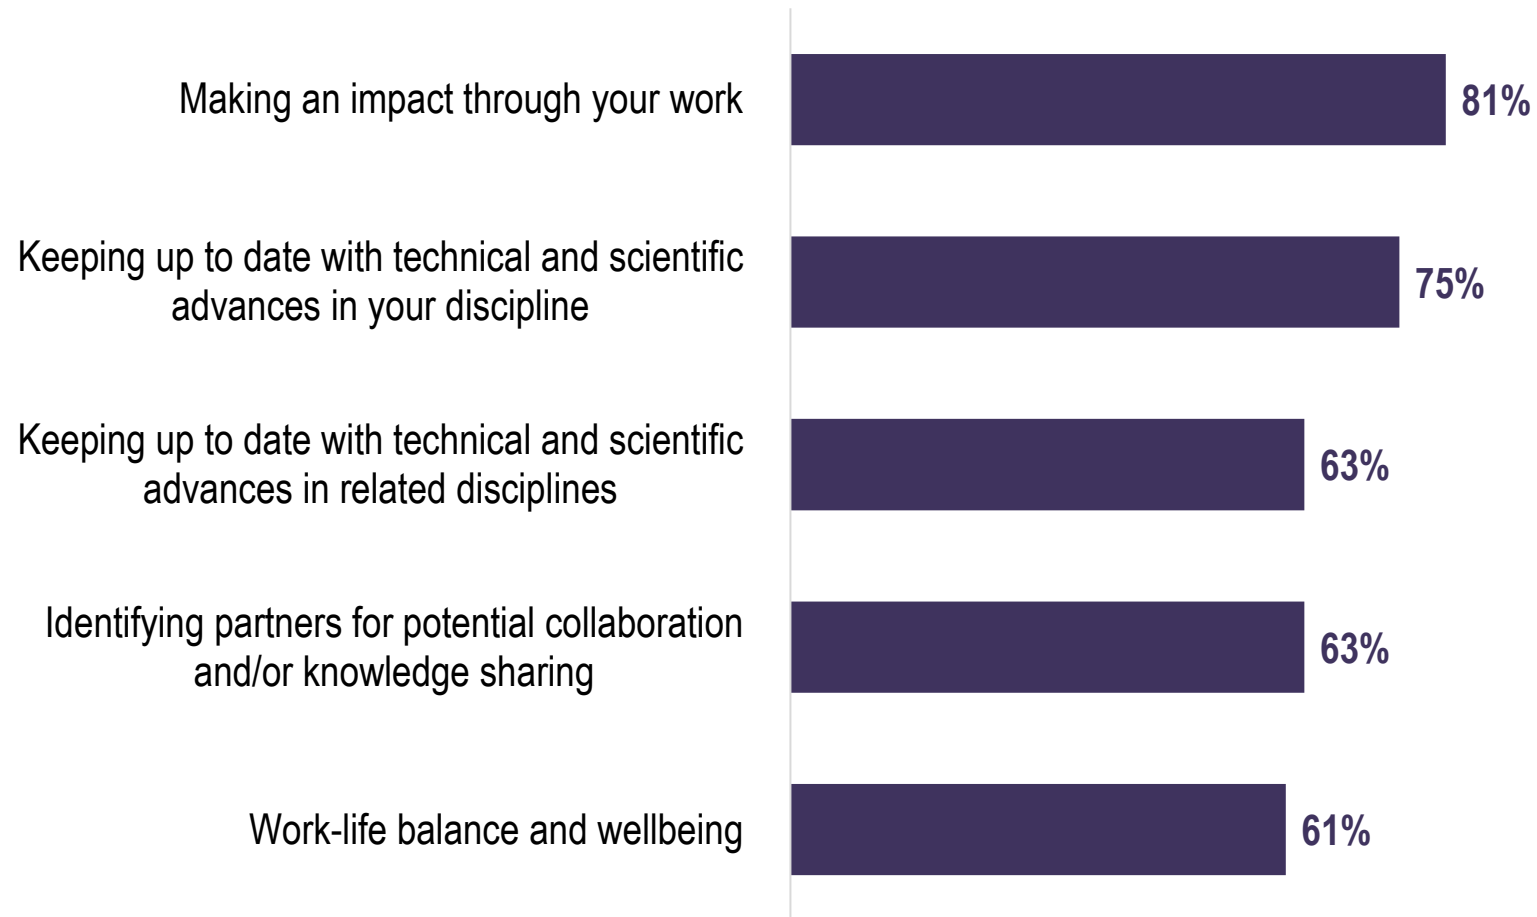 Making an impact through your work
81%
Keeping up to date with technical and scientific
advances in your discipline
75%
Keeping up to date with technical and scientific
advances in related disciplines
63%
Identifying partners for potential collaboration
and/or knowledge sharing
63%
Work-life balance and wellbeing
61%